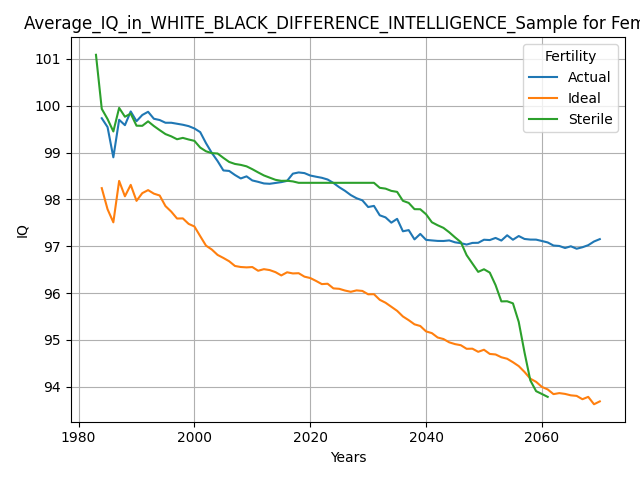 Average_IQ_in_WHITE_BLACK_DIFFERENCE_INTELLIGENCE_Sample for Fem
Fertility
Actual
Ideal
Sterile
IQ
101
100
99
98
97
96
95
94
1980 2000 2020 2040 2060
Years